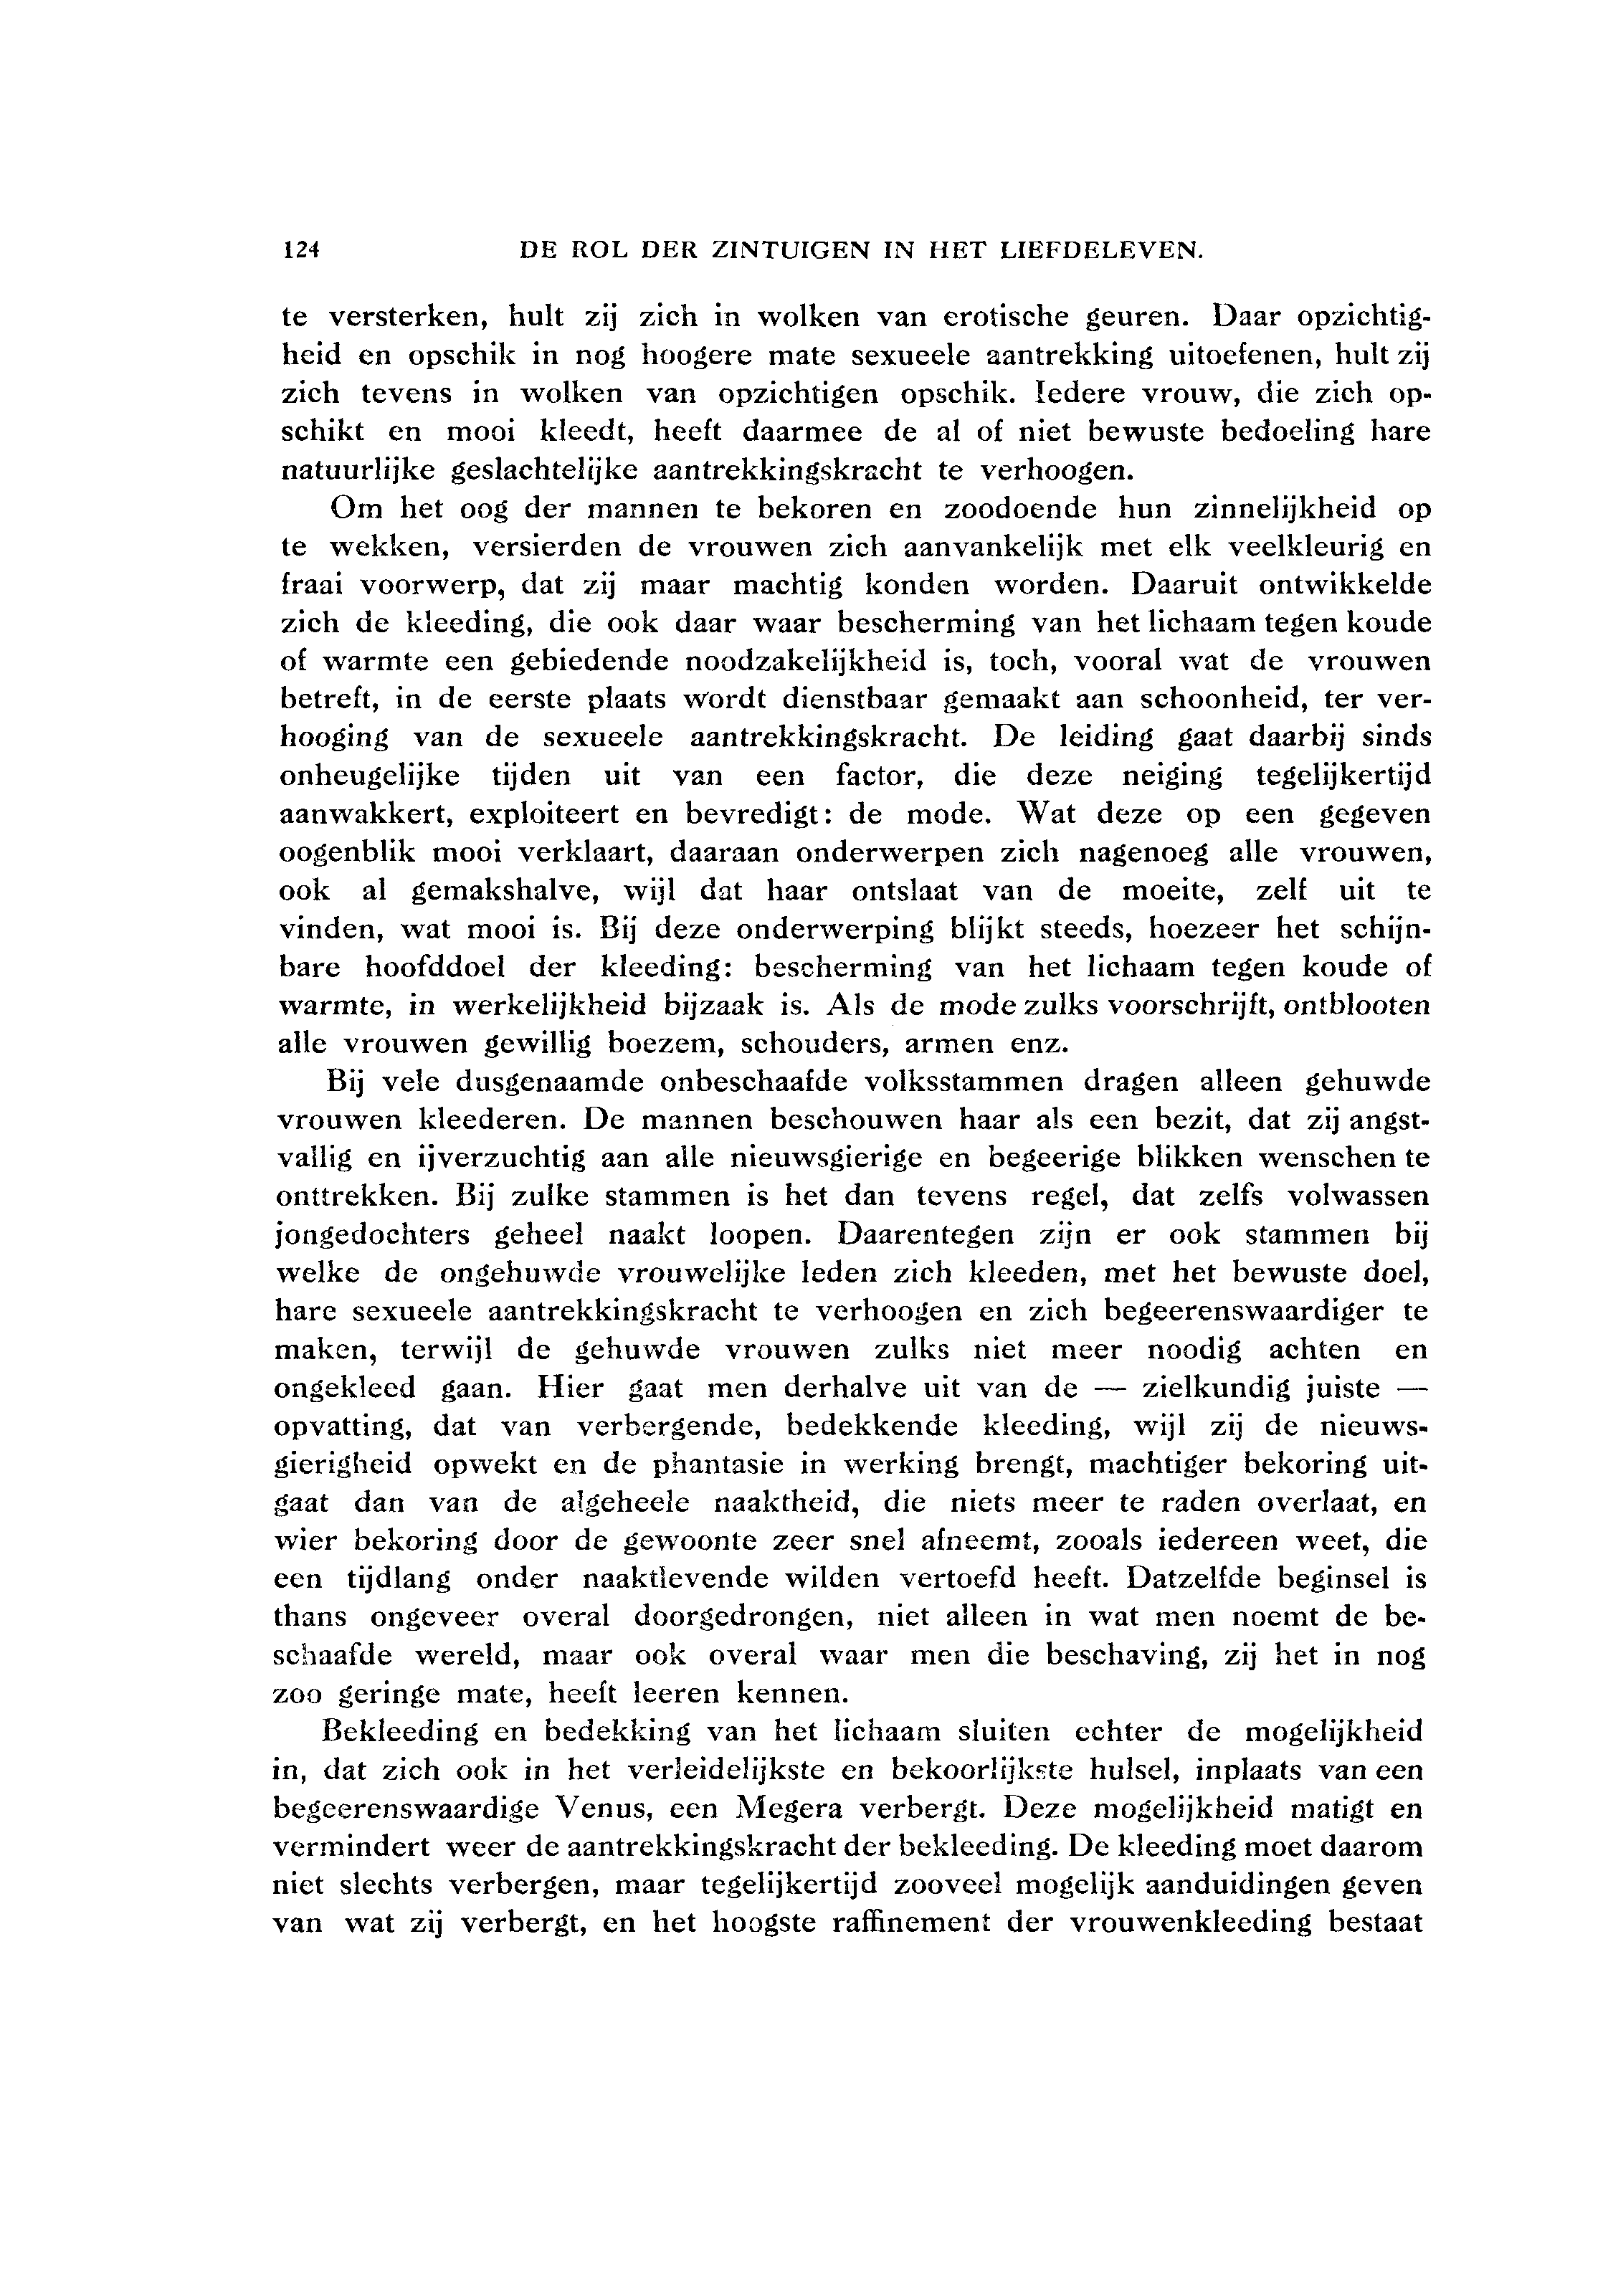 124 DE ROL DER ZINTUIGEN IN HET LIEFDELEVEN.
te versterken, hult zij zich in wolken van erotische geuren. Daar opzichtig-
heid en opschik in nog hoogere mate sexueele aantrekking uitoefenen, hult zij
zich tevens in wolken van opzichtigen opschik. Iedere vrouw, die zich op-
schikt en mooi kleedt, heeft daarmee de al of niet bewuste bedoeling hare
natuurlijke geslachtelijke aantrekkingskracht te verhoogen.
Om het oog der mannen te bekoren en zoodoende hun zinnelijkheid op
te wekken, versierden de vrouwen zich aanvankelijk met elk veelkleurig en
fraai voorwerp, dat zij maar machtig konden worden. Daaruit ontwikkelde
zich de kleeding, die ook daar waar bescherming van het lichaam tegen koude
of warmte een gebiedende noodzakelijkheid is, toch, vooral wat de vrouwen
betreft, in de eerste plaats wordt dienstbaar gemaakt aan schoonheid, ter ver-
hooging van de sexueele aantrekkingskracht. De leiding gaat daarbij sinds
onheugelijke tijden uit van een factor, die deze neiging tegelijkertijd
aanwakkert, exploiteert en bevredigt: de mode. Wat deze op een gegeven
oogenblik mooi verklaart, daaraan onderwerpen zich nagenoeg alle vrouwen,
ook al gemakshalve, wijl dat haar ontslaat van de moeite, zelf uit te
vinden, wat mooi is. Bij deze onderwerping blijkt steeds, hoezeer het schijn-
bare hoofddoel der kleeding: bescherming van het lichaam tegen koude of
warmte, in werkelijkheid bijzaak is. Als de mode zulks voorschrijft, ontblooten
alle vrouwen gewillig boezem, schouders, armen enz.
Bij vele dusgenaamde onbeschaafde volksstammen dragen alleen gehuwde
vrouwen kleederen. De mannen beschouwen haar als een bezit, dat zij angst-
vallig en ijverzuchtig aan alle nieuwsgierige en begeerige blikken wenschen te
onttrekken. Bij zulke stammen is het dan tevens regel, dat zelfs volwassen
jongedochters geheel naakt loopen. Daarentegen zijn er ook stammen bij
welke de ongehuwde vrouwelijke leden zich kleeden, met het bewuste doel,
hare sexueele aantrekkingskracht te verhoogen en zich begeerenswaardiger te
maken, terwijl de gehuwde vrouwen zulks niet meer noodig achten en
ongekleed gaan. Hier gaat men derhalve uit van de — zielkundig juiste —
opvatting, dat van verbergende, bedekkende kleeding, wijl zij de nieuws-
gierigheid opwekt en de phantasie in werking brengt, machtiger bekoring uit-
gaat dan van de algeheele naaktheid, die niets meer te raden overlaat, en
wier bekoring door de gewoonte zeer snel afneemt, zooals iedereen weet, die
een tijdlang onder naaktlevende wilden vertoefd heeft. Datzelfde beginsel is
thans ongeveer overal doorgedrongen, niet alleen in wat men noemt de be-
schaafde wereld, maar ook overal waar men die beschaving, zij het in nog
zoo geringe mate, heeft leeren kennen.
Bekleeding en bedekking van het lichaam sluiten echter de mogelijkheid
in, dat zich ook in het verleidelijkste en bekoorlijkste hulsel, inplaats van een
begeerenswaardige Venus, een Megera verbergt. Deze mogelijkheid matigt en
vermindert weer de aantrekkingskracht der bekleeding. De kleeding moet daarom
niet slechts verbergen, maar tegelijkertijd zooveel mogelijk aanduidingen geven
van wat zij verbergt, en het hoogste raffinement der vrouwenkleeding bestaat